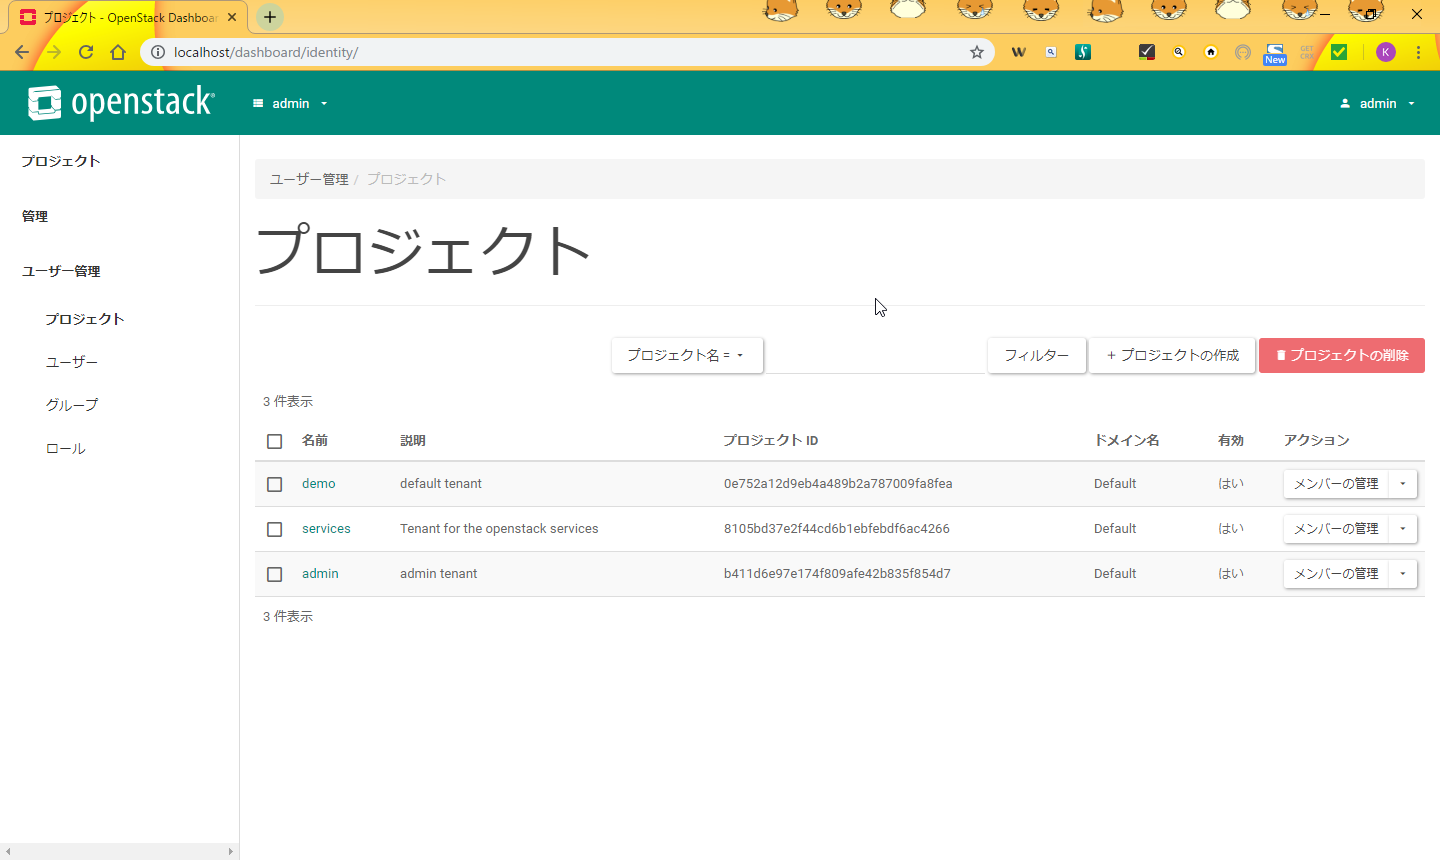 プロジェクト - OpenStack Dashboar
localhost/dashboard/identity/
W
New
GET
CRX
K
openstack
admin
admin
プロジェクト
管理
ユーザー管理
プロジェクト
ユーザー
グループ
ロール
ユーザー管理 / プロジェクト
プロジェクト
プロジェクト名 =
フィルター
+ プロジェクトの作成
プロジェクトの削除
3 件表示
名前 説明 プロジェクト ID ドメイン名 有効 アクション
demo default tenant 0e752a12d9eb4a489b2a787009fa8fea Default はい メンバーの管理
services Tenant for the openstack services 8105bd37e2f44cd6b1ebfebdf6ac4266 Default はい メンバーの管理
admin admin tenant b411d6e97e174f809afe42b835f854d7 Default はい メンバーの管理
3 件表示